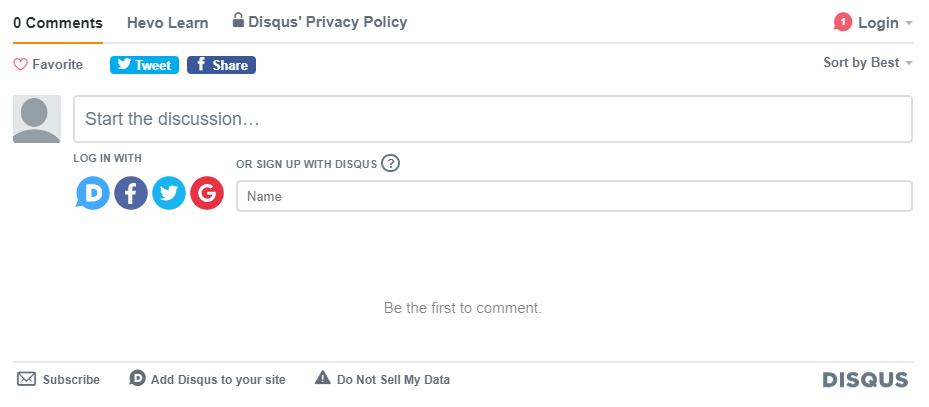 0 Comments Hevo Learn Disqus' Privacy Policy 1 Login
Favorite Tweet f Share Sort by Best
Start the discussion…
LOG IN WITH OR SIGN UP WITH DISQUS ?
D f G Name
Be the first to comment.
Subscribe D Add Disqus to your site Do Not Sell My Data DISQUS